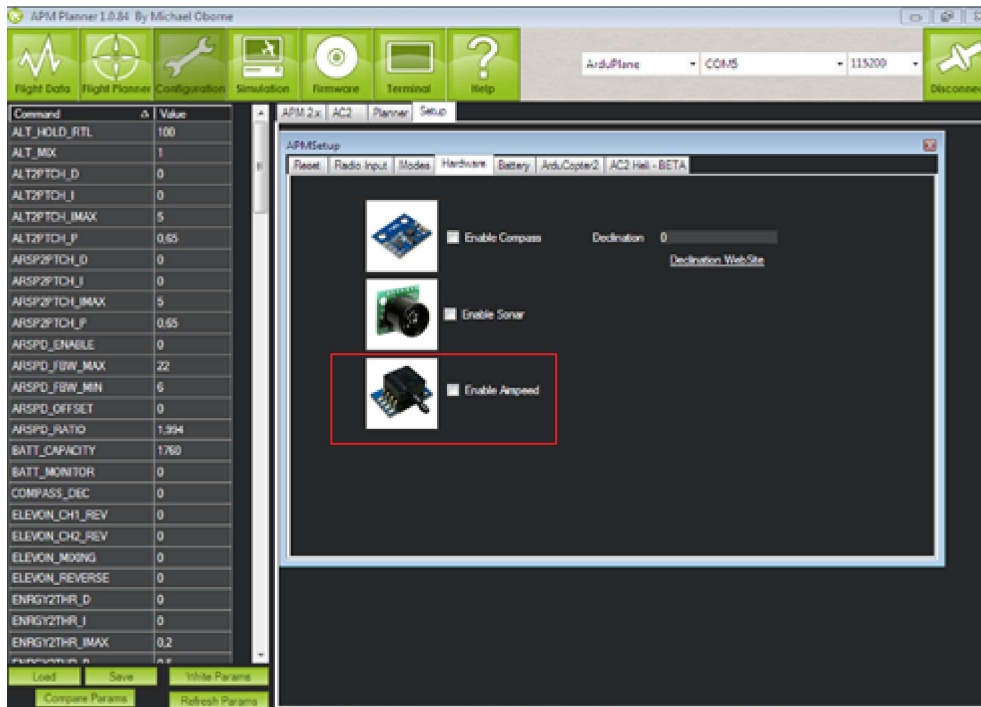 APM Planner 1.0.84 By Michael Oborne
Flight Data Flight Planner Configuration Simulation Firmware Terminal Help
ArduPlane COM5 115200
Disconnec
Command Value
ALT_HOLD_RTL 100
ALT_MIX 1
ALT2PTCH_D 0
ALT2PTCH_I 0
ALT2PTCH_IMAX 5
ALT2PTCH_P 0.65
ARSP2PTCH_D 0
ARSP2PTCH_I 0
ARSP2PTCH_IMAX 5
ARSP2PTCH_P 0.65
ARSPD_ENABLE 0
ARSPD_FBW_MAX 22
ARSPD_FBW_MIN 6
ARSPD_OFFSET 0
ARSPD_RATIO 1.994
BATT_CAPACITY 1760
BATT_MONITOR 0
COMPASS_DEC 0
ELEVON_CH1_REV 0
ELEVON_CH2_REV 0
ELEVON_MIXING 0
ELEVON_REVERSE 0
ENRGY2THR_D 0
ENRGY2THR_I 0
ENRGY2THR_IMAX 0.2
Load Save Write Params
Compare Params Refresh Params
APM 2.x AC2 Planner Setup
APMSetup
Reset Radio Input Modes Hardware Battery ArduCopter2 AC2 Heli - BETA
Enable Compass Declination 0
Declination WebSite
Enable Sonar
Enable Airspeed